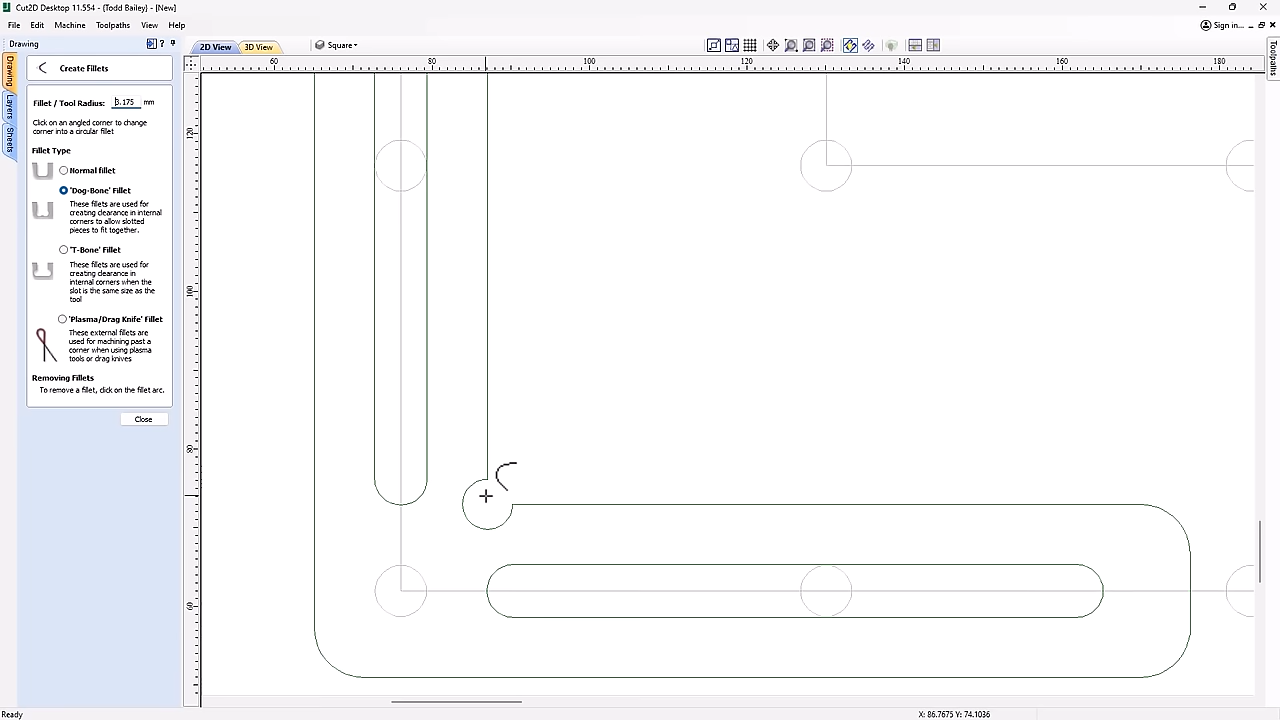 Cut2D Desktop 11.554 - {Todd Bailey} - [New]
File Edit Machine Toolpaths View Help
Sign in...
Drawing
2D View 3D View Square
Create Fillets
Drawing
Layers
Sheets
Toolpaths
60 80 100 120 140 160 180
120
100
80
60
Fillet / Tool Radius: 3.175 mm
Click on an angled corner to change
corner into a circular fillet
Fillet Type
Normal fillet
'Dog-Bone' Fillet
These fillets are used for
creating clearance in internal
corners to allow slotted
pieces to fit together.
'T-Bone' Fillet
These fillets are used for
creating clearance in
internal corners when the
slot is the same size as the
tool
'Plasma/Drag Knife' Fillet
These external fillets are
used for machining past a
corner when using plasma
tools or drag knives
Removing Fillets
To remove a fillet, click on the fillet arc.
Close
Ready
X: 86.7675 Y: 74.1036